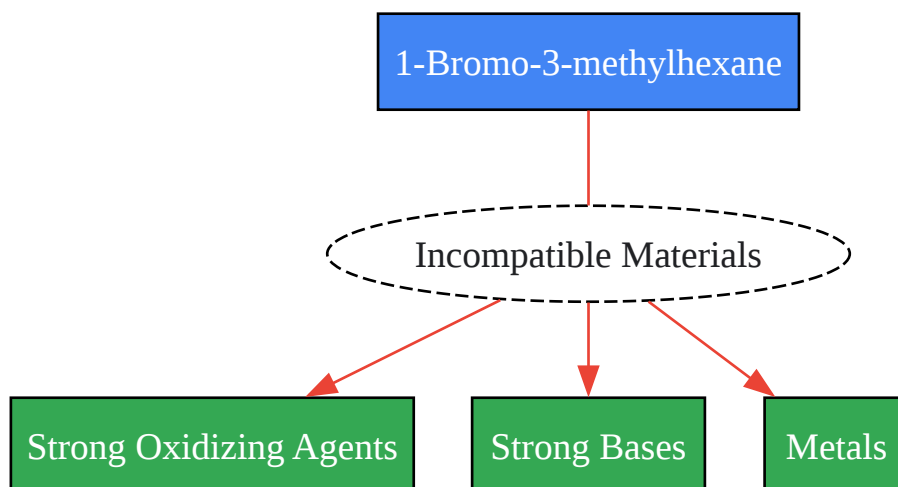 1-Bromo-3-methylhexane
Incompatible Materials
Strong Oxidizing Agents
Strong Bases
Metals